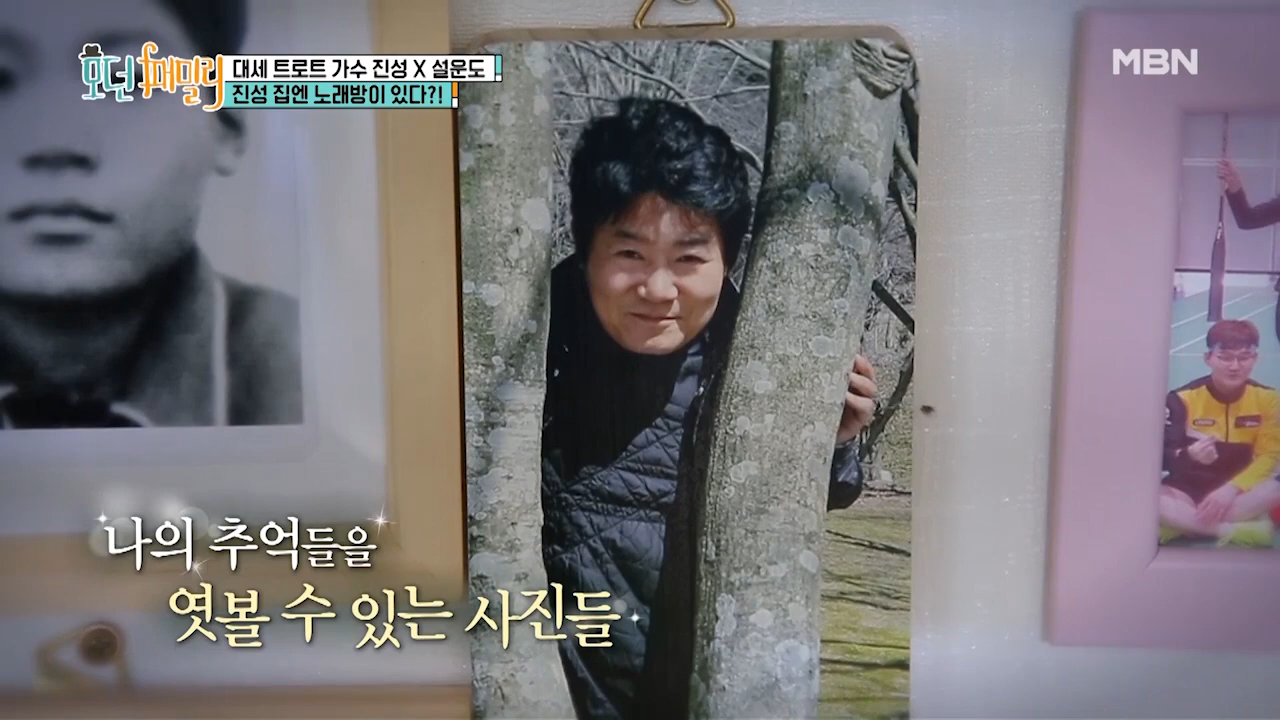 모던 패밀리
대세 트로트 가수 진성 X 설운도
진성 집엔 노래방이 있다?!
MBN
나의 추억들을
엿볼 수 있는 사진들